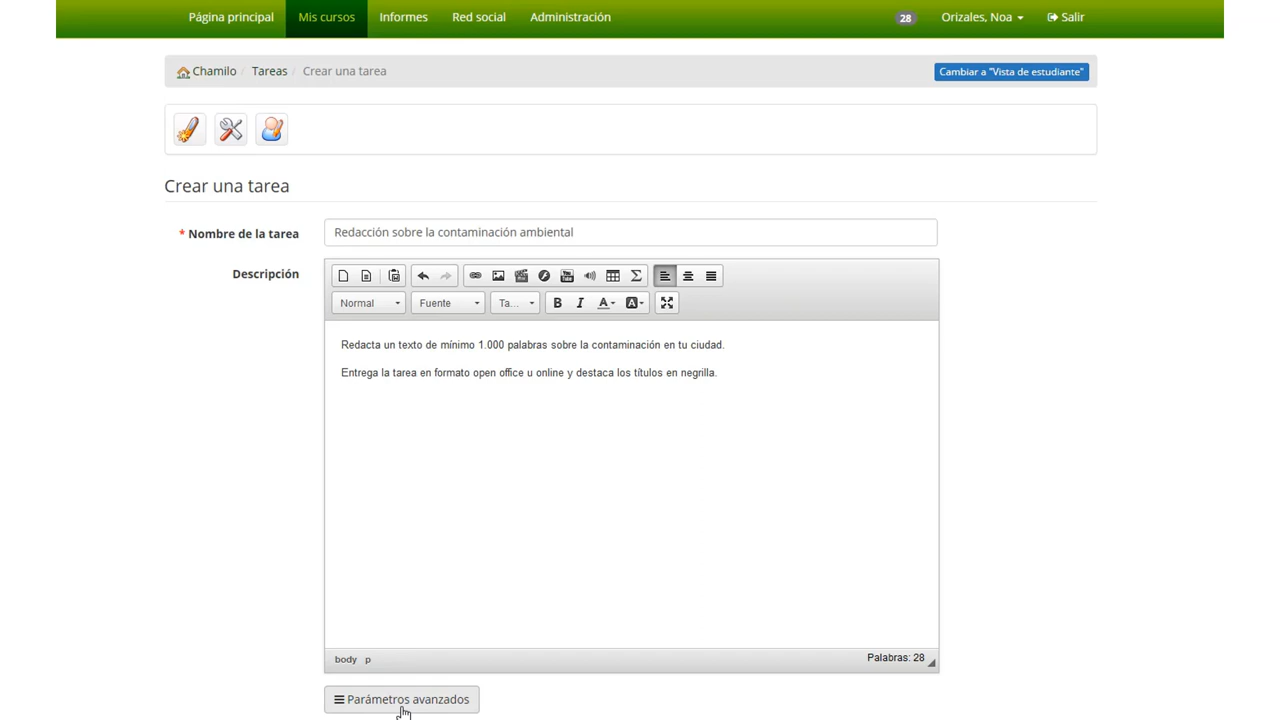 Página principal Mis cursos Informes Red social Administración 28 Orizales, Noa Salir
Chamilo / Tareas / Crear una tarea Cambiar a "Vista de estudiante"
Crear una tarea
* Nombre de la tarea Redacción sobre la contaminación ambiental
Descripción
Normal Fuente Ta... B I A A
Redacta un texto de mínimo 1.000 palabras sobre la contaminación en tu ciudad.
Entrega la tarea en formato open office u online y destaca los títulos en negrilla.
body p Palabras: 28
Parámetros avanzados